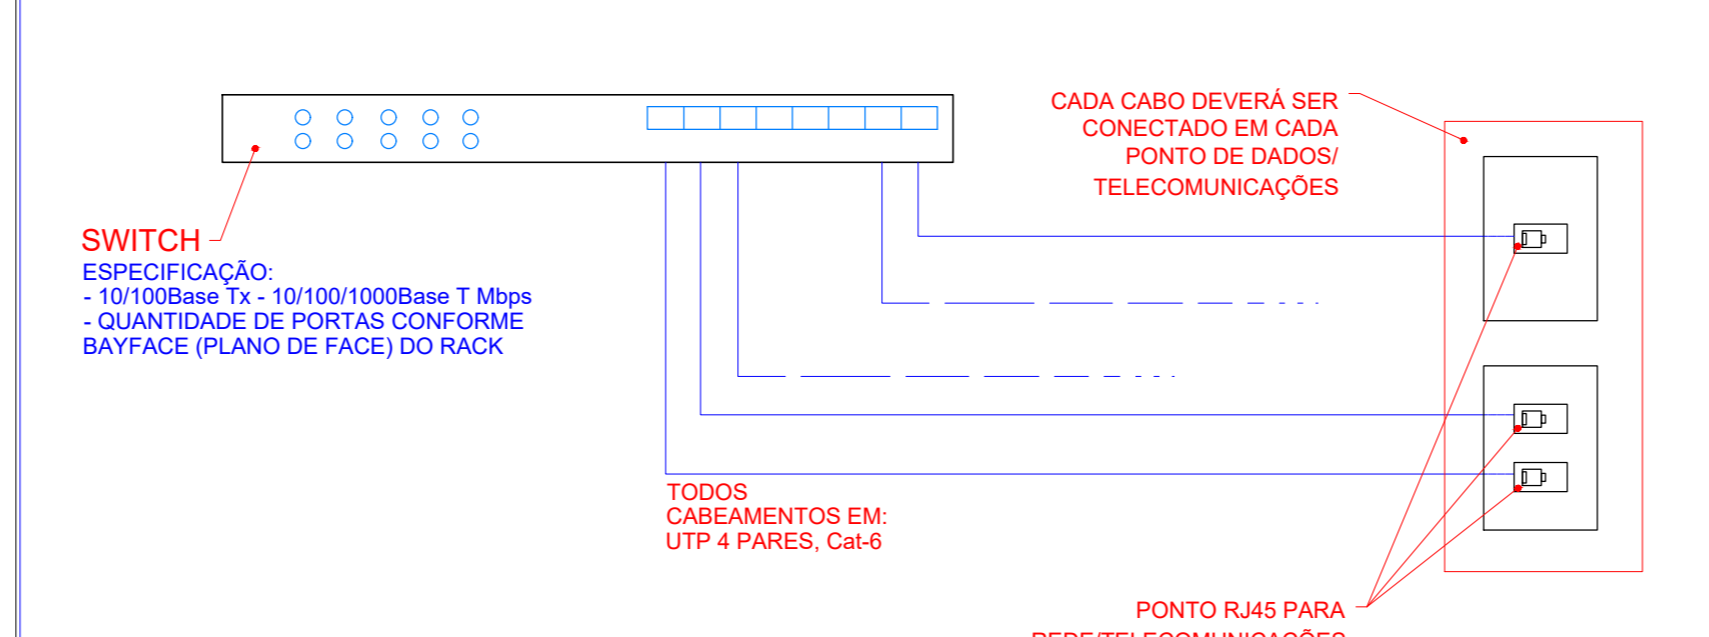 CADA CABO DEVERÁ SER
CONECTADO EM CADA
PONTO DE DADOS/
TELECOMUNICAÇÕES
SWITCH
ESPECIFICAÇÃO:
- 10/100Base Tx - 10/100/1000Base T Mbps
- QUANTIDADE DE PORTAS CONFORME
BAYFACE (PLANO DE FACE) DO RACK
TODOS
CABEAMENTOS EM:
UTP 4 PARES, Cat-6
PONTO RJ45 PARA
REDE/TELECOMUNICAÇÕES